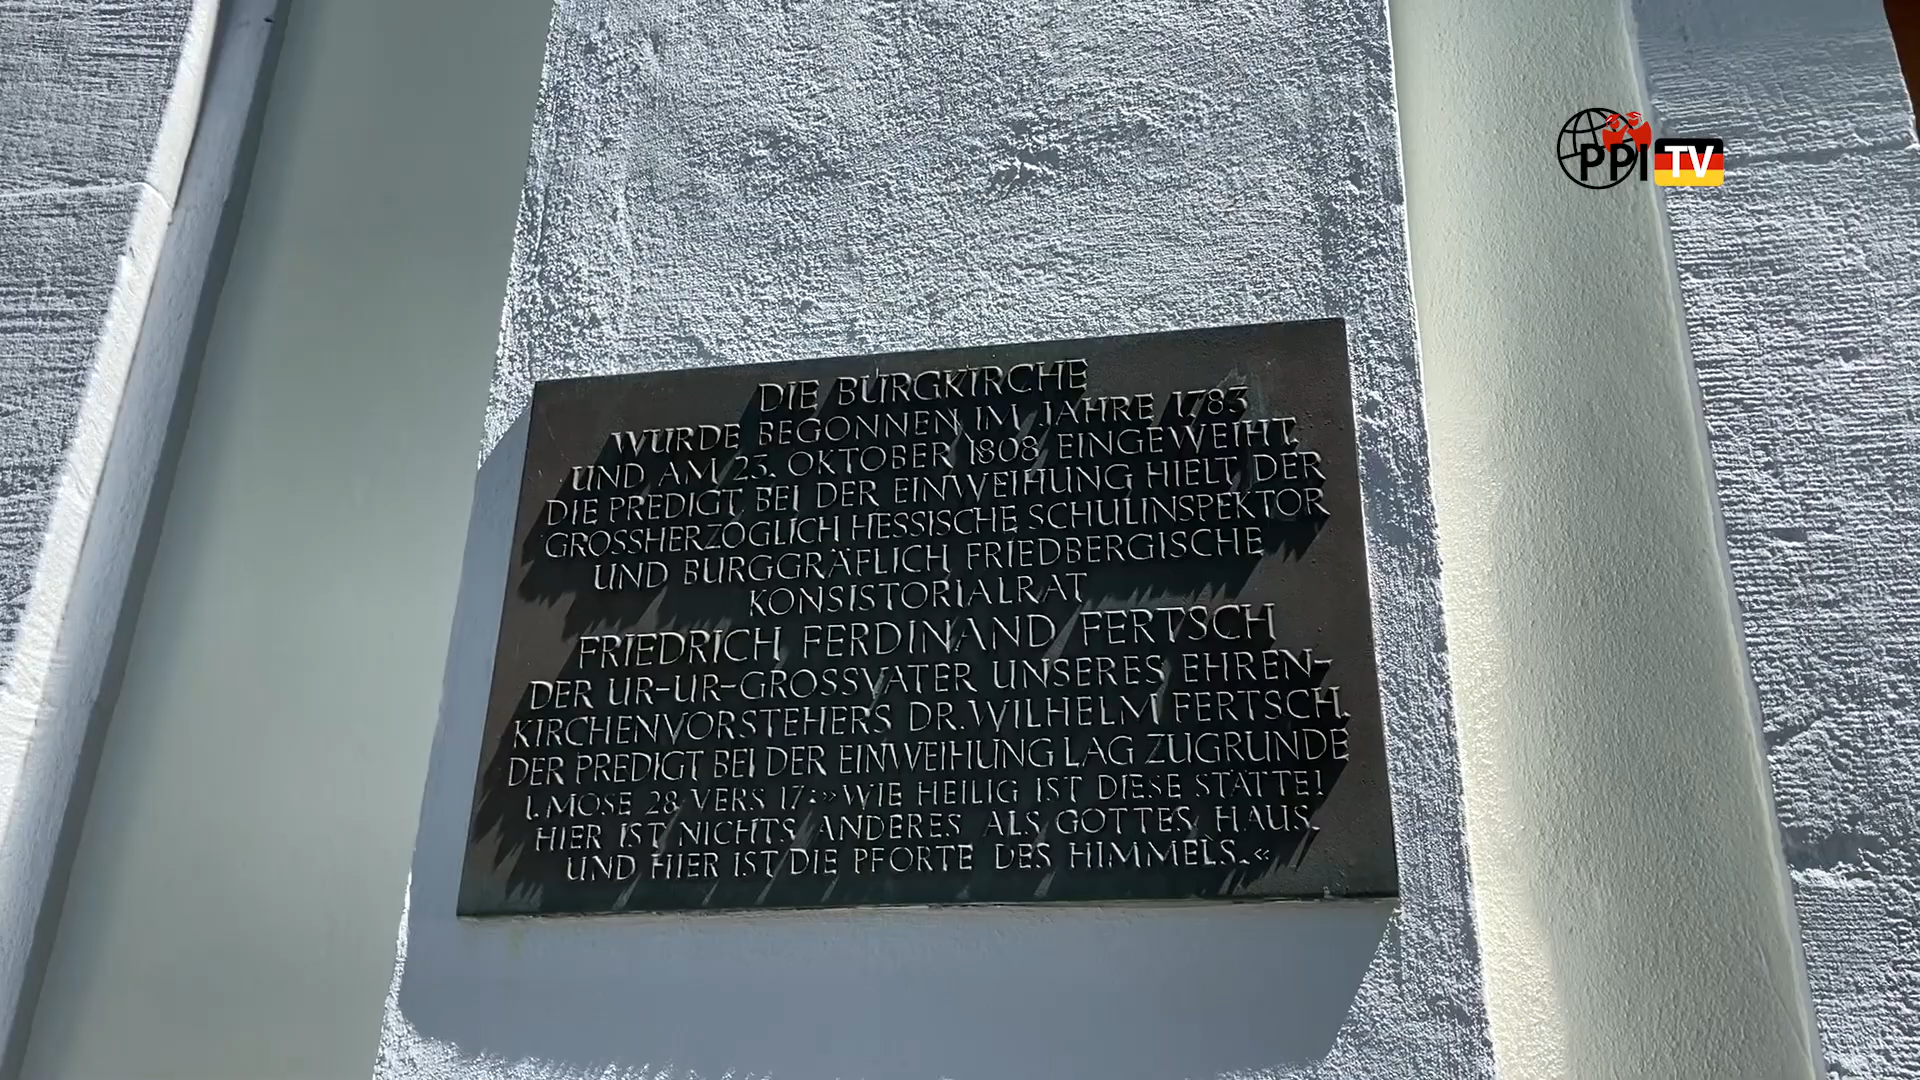 PPI TV
DIE BURGKIRCHE
WURDE BEGONNEN IM JAHRE 1783
UND AM 23. OKTOBER 1808 EINGEWEIHT.
DIE PREDIGT BEI DER EINWEIHUNG HIELT DER
GROSSHERZÖGLICH HESSISCHE SCHULINSPEKTOR
UND BURGGRÄFLICH FRIEDBERGISCHE
KONSISTORIALRAT
FRIEDRICH FERDINAND FERTSCH
DER UR-UR-GROSSVATER UNSERES EHREN-
KIRCHENVORSTEHERS DR. WILHELM FERTSCH.
DER PREDIGT BEI DER EINWEIHUNG LAG ZUGRUNDE
1. MOSE 28 VERS 17: »WIE HEILIG IST DIESE STÄTTE!
HIER IST NICHTS ANDERES ALS GOTTES HAUS,
UND HIER IST DIE PFORTE DES HIMMELS.«